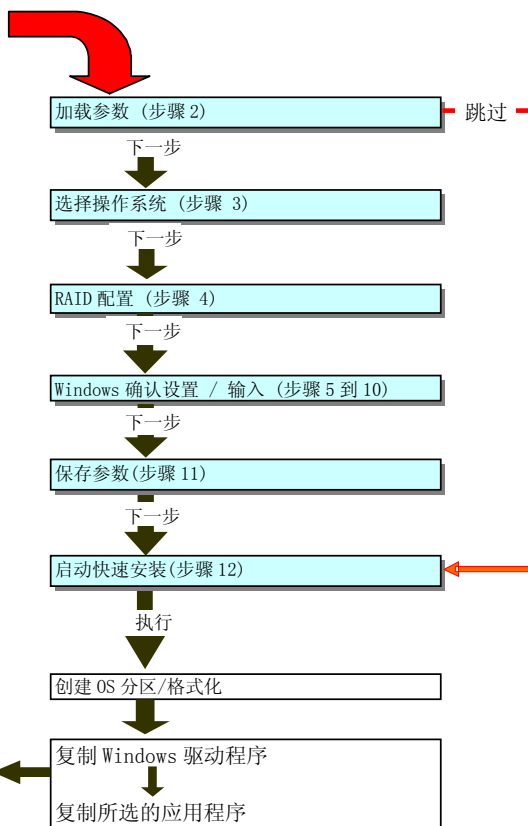 加载参数 (步骤 2)
跳过
下一步
选择操作系统 (步骤 3)
下一步
RAID 配置 (步骤 4)
下一步
Windows 确认设置 / 输入 (步骤 5 到 10)
下一步
保存参数(步骤 11)
下一步
启动快速安装(步骤 12)
执行
创建 OS 分区/格式化
复制 Windows 驱动程序
复制所选的应用程序